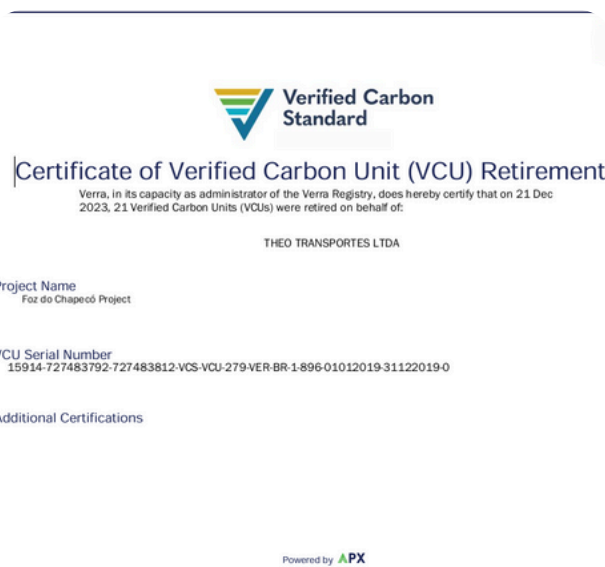 Verified Carbon
Standard
Certificate of Verified Carbon Unit (VCU) Retirement
Verra, in its capacity as administrator of the Verra Registry, does hereby certify that on 21 Dec
2023, 21 Verified Carbon Units (VCUs) were retired on behalf of:
THEO TRANSPORTES LTDA
Project Name
Foz do Chapecó Project
VCU Serial Number
15914-727483792-727483812-VCS-VCU-279-VER-BR-1-896-01012019-31122019-0
Additional Certifications
Powered by APX